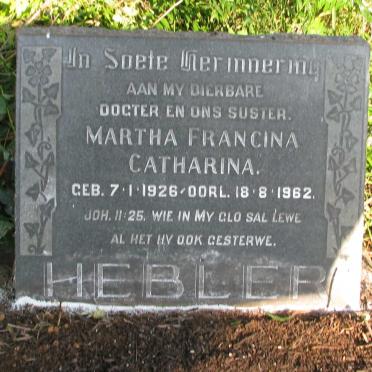 In Soete Herinnering
AAN MY DIERBARE
DOGTER EN ONS SUSTER.
MARTHA FRANCINA
CATHARINA.
GEB. 7·1·1926-OORL. 18·8·1962.
JOH. 11:25. WIE IN MY GLO SAL LEWE
AL HET HY OOK GESTERWE.
HEBLER